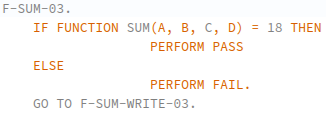 F-SUM-03.
    IF FUNCTION SUM(A, B, C, D) = 18 THEN
                    PERFORM PASS
    ELSE
                    PERFORM FAIL.
    GO TO F-SUM-WRITE-03.